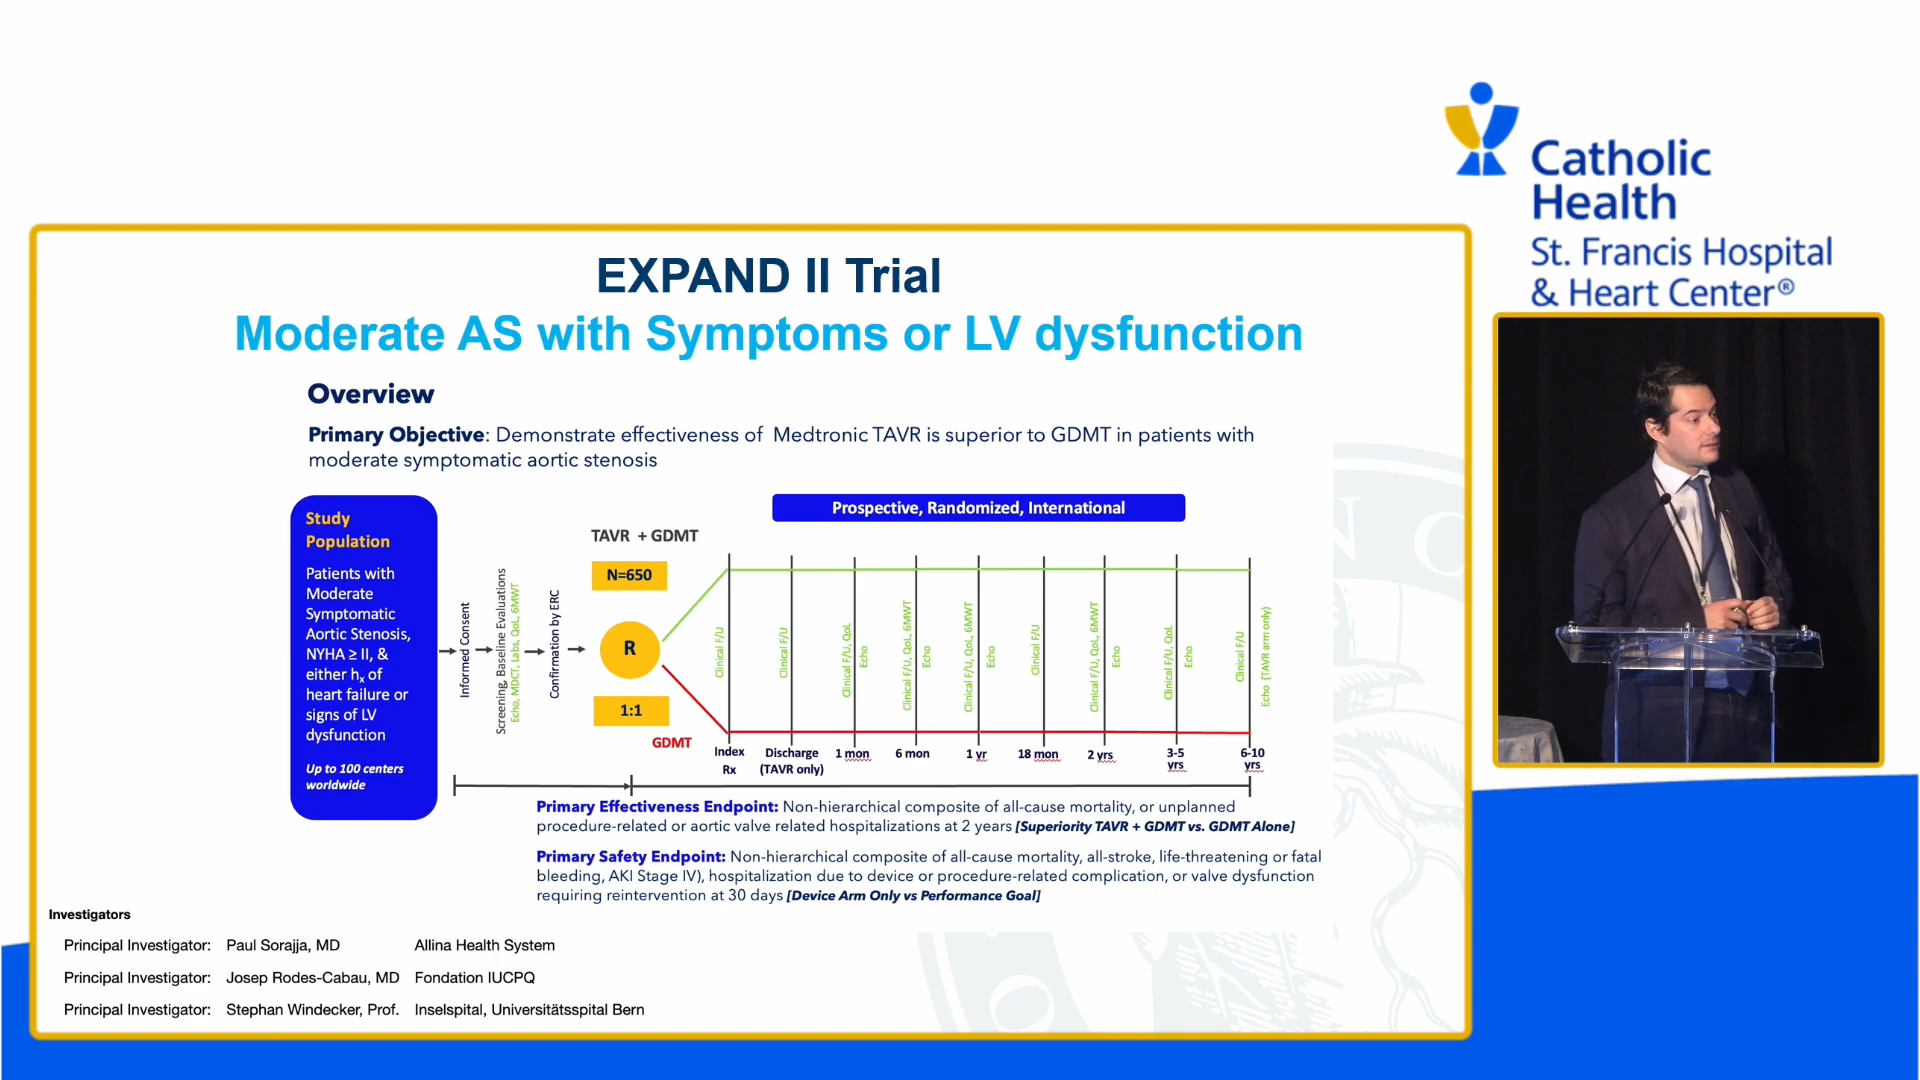 Catholic
Health
St. Francis Hospital
& Heart Center®
EXPAND II Trial
Moderate AS with Symptoms or LV dysfunction
Overview
Primary Objective: Demonstrate effectiveness of Medtronic TAVR is superior to GDMT in patients with
moderate symptomatic aortic stenosis
Study
Population
Patients with
Moderate
Symptomatic
Aortic Stenosis,
NYHA ≥ II, &
either hx of
heart failure or
signs of LV
dysfunction
Up to 100 centers
worldwide
Informed Consent
Screening, Baseline Evaluations
Echo, MDCT, Labs, QoL, 6MWT
Confirmation by ERC
TAVR + GDMT
N=650
R
1:1
GDMT
Prospective, Randomized, International
Clinical F/U
Clinical F/U
Clinical F/U, QoL
Echo
Clinical F/U, QoL, 6MWT
Echo
Clinical F/U, QoL, 6MWT
Echo
Clinical F/U
Clinical F/U, QoL, 6MWT
Echo
Clinical F/U, QoL
Echo
Clinical F/U
Echo (TAVR arm only)
Index
Rx
Discharge
(TAVR only)
1 mon
6 mon
1 yr
18 mon
2 yrs
3-5
yrs
6-10
yrs
Primary Effectiveness Endpoint: Non-hierarchical composite of all-cause mortality, or unplanned
procedure-related or aortic valve related hospitalizations at 2 years [Superiority TAVR + GDMT vs. GDMT Alone]
Primary Safety Endpoint: Non-hierarchical composite of all-cause mortality, all-stroke, life-threatening or fatal
bleeding, AKI Stage IV), hospitalization due to device or procedure-related complication, or valve dysfunction
requiring reintervention at 30 days [Device Arm Only vs Performance Goal]
Investigators
Principal Investigator: Paul Sorajja, MD Allina Health System
Principal Investigator: Josep Rodes-Cabau, MD Fondation IUCPQ
Principal Investigator: Stephan Windecker, Prof. Inselspital, Universitätsspital Bern